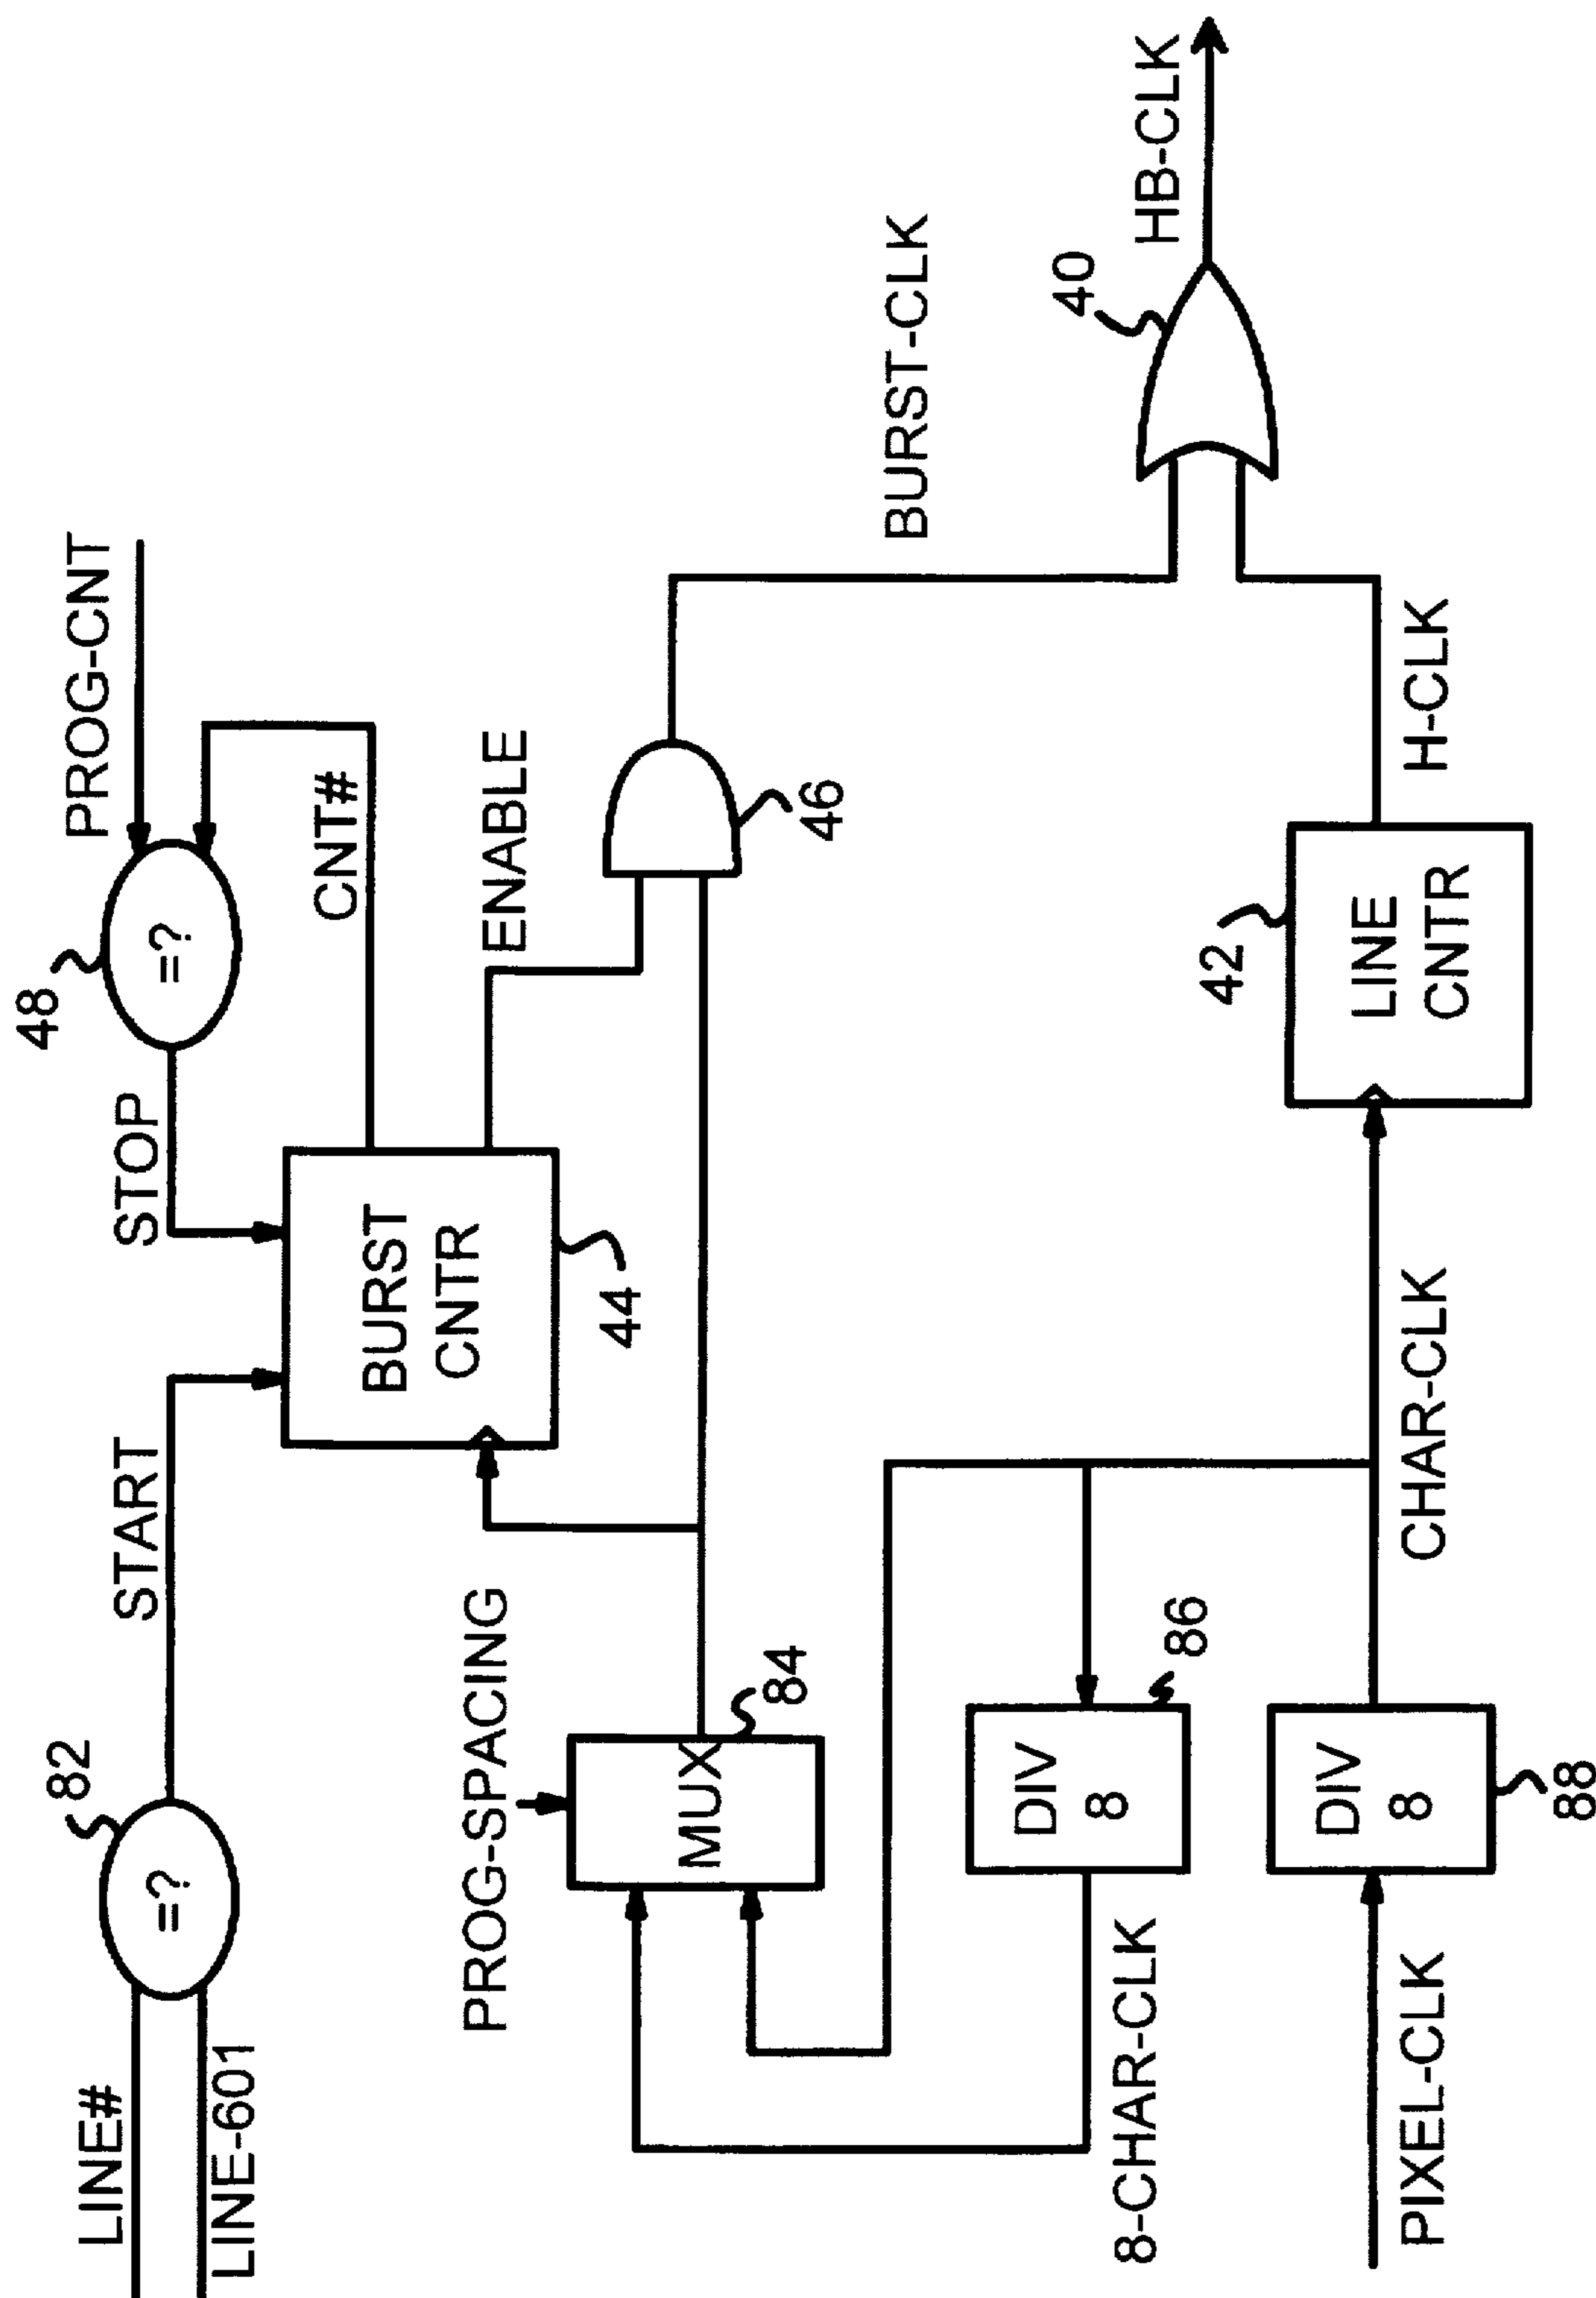 LINE#
LINE-601
82
=?
START
STOP
48
=?
PROG-CNT
CNT#
BURST
CNTR
44
ENABLE
46
PROG-SPACING
MUX
84
BURST-CLK
8-CHAR-CLK
DIV
8
86
PIXEL-CLK
DIV
8
88
CHAR-CLK
42
LINE
CNTR
H-CLK
40
HB-CLK